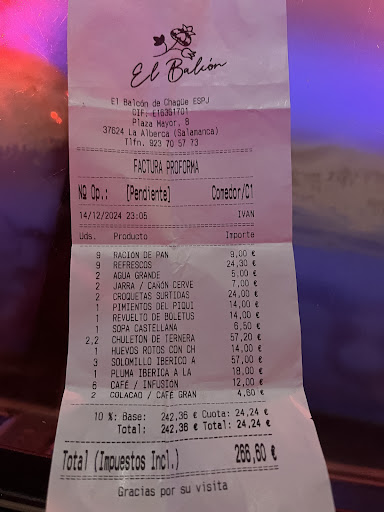 El Balcón
El Balcón de Chagüe ESPJ
CIF: E16361701
Plaza Mayor, 8
37624 La Alberca (Salamanca)
Tlfn. 923 70 57 73
FACTURA PROFORMA
Nº Op.: [Pendiente] Comedor/C1
14/12/2024 23:05 IVAN
Uds. Producto Importe
9 RACION DE PAN 9,00 €
9 REFRESCOS 24,30 €
2 AGUA GRANDE 5,00 €
2 JARRA / CAÑON CERVE 7,00 €
2 CROQUETAS SURTIDAS 24,00 €
1 PIMIENTOS DEL PIQUI 14,00 €
1 REVUELTO DE BOLETUS 14,00 €
1 SOPA CASTELLANA 6,50 €
2,2 CHULETON DE TERNERA 57,20 €
1 HUEVOS ROTOS CON CH 14,00 €
3 SOLOMILLO IBERICO A 57,00 €
1 PLUMA IBERICA A LA 18,00 €
6 CAFÉ / INFUSION 12,00 €
2 COLACAO / CAFÉ GRAN 4,60 €
10 %: Base: 242,36 € Cuota: 24,24 €
Total: 242,36 € Total: 24,24 €
Total (Impuestos Incl.) 266,60 €
Gracias por su visita